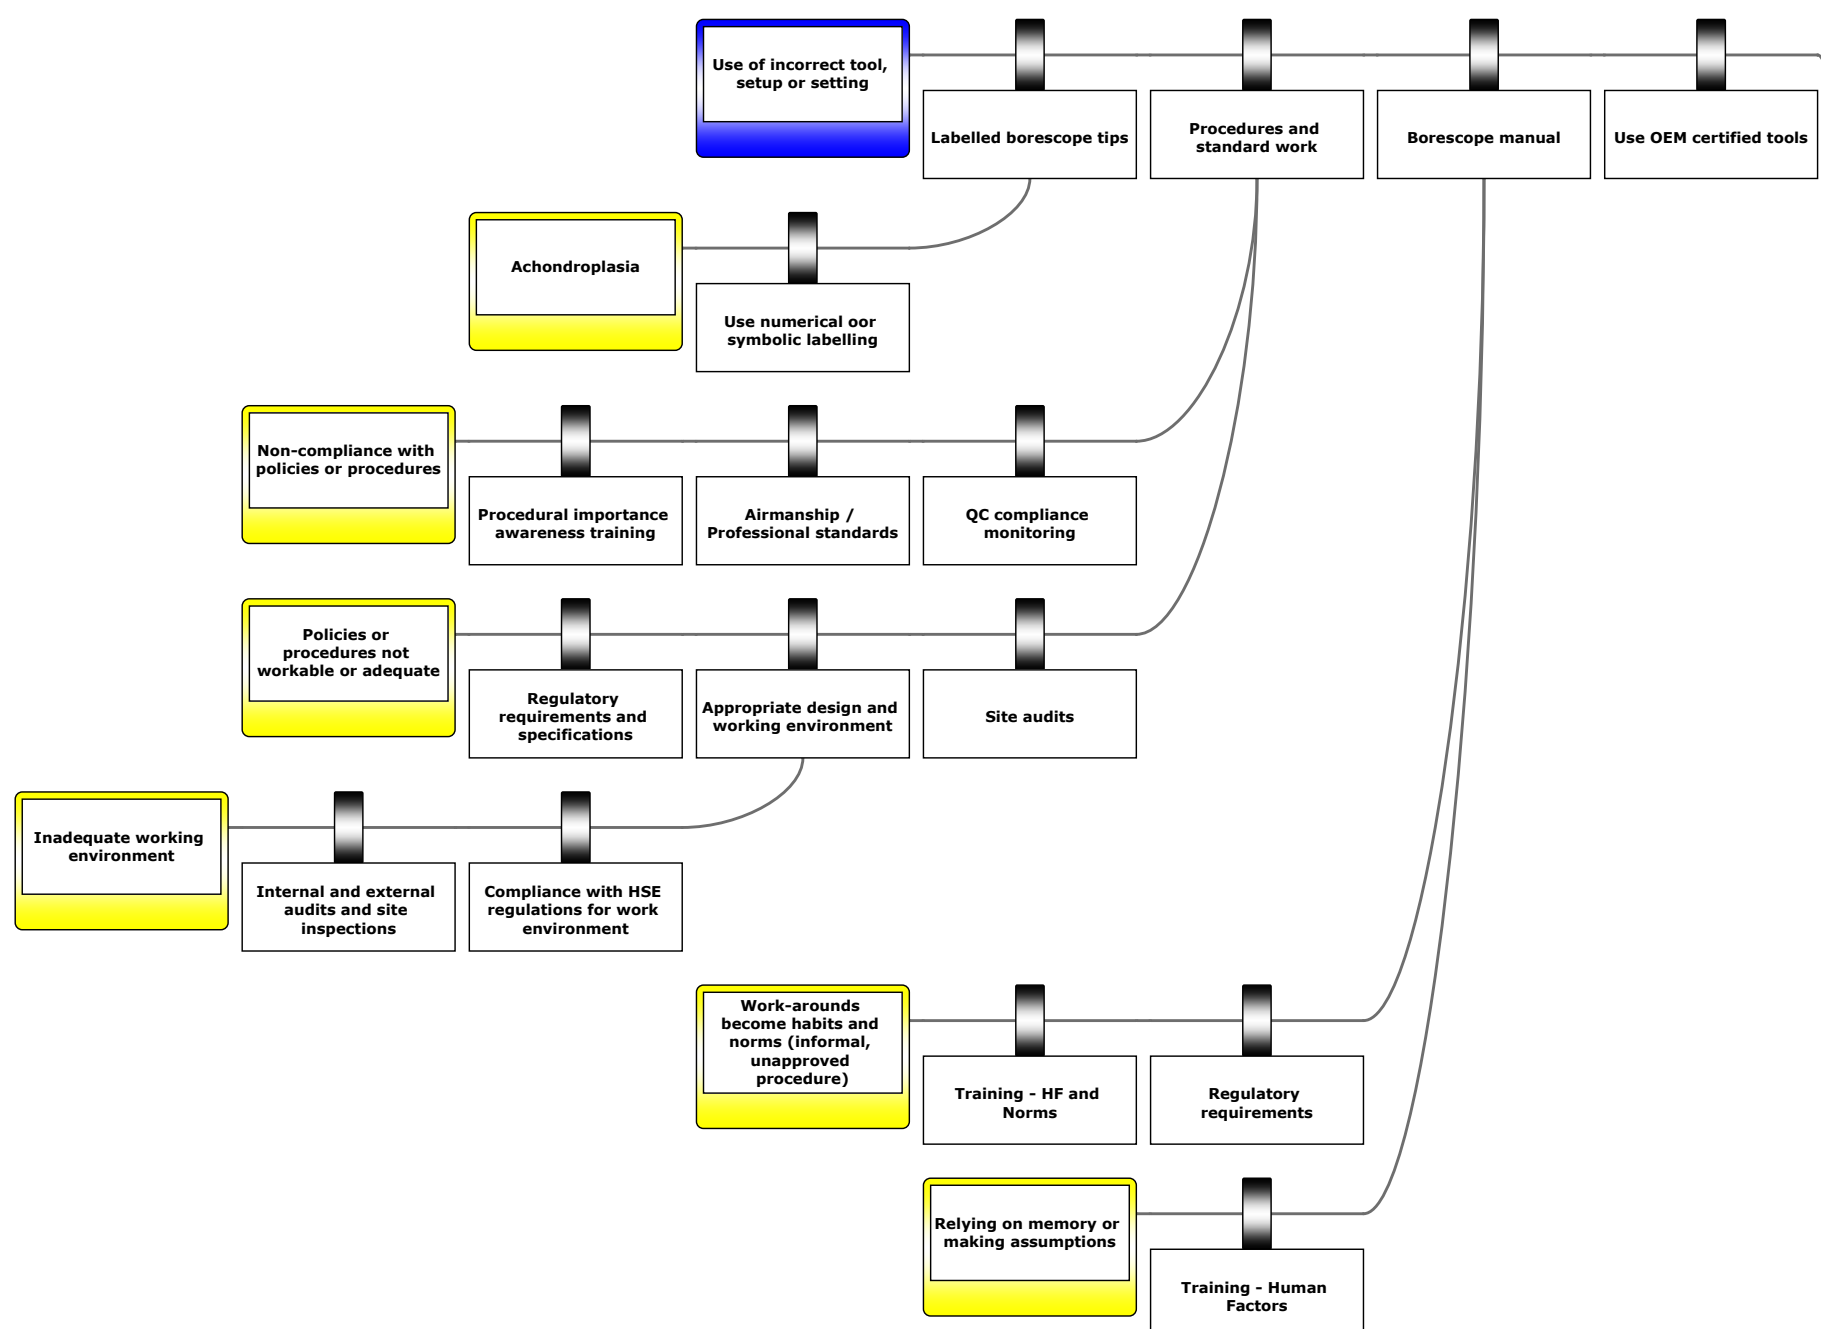 Use of incorrect tool,
setup or setting
Labelled borescope tips
Procedures and
standard work
Borescope manual
Use OEM certified tools
Achondroplasia
Use numerical oor
symbolic labelling
Non-compliance with
policies or procedures
Procedural importance
awareness training
Airmanship /
Professional standards
QC compliance
monitoring
Policies or
procedures not
workable or adequate
Regulatory
requirements and
specifications
Appropriate design and
working environment
Site audits
Inadequate working
environment
Internal and external
audits and site
inspections
Compliance with HSE
regulations for work
environment
Work-arounds
become habits and
norms (informal,
unapproved
procedure)
Training - HF and
Norms
Regulatory
requirements
Relying on memory or
making assumptions
Training - Human
Factors